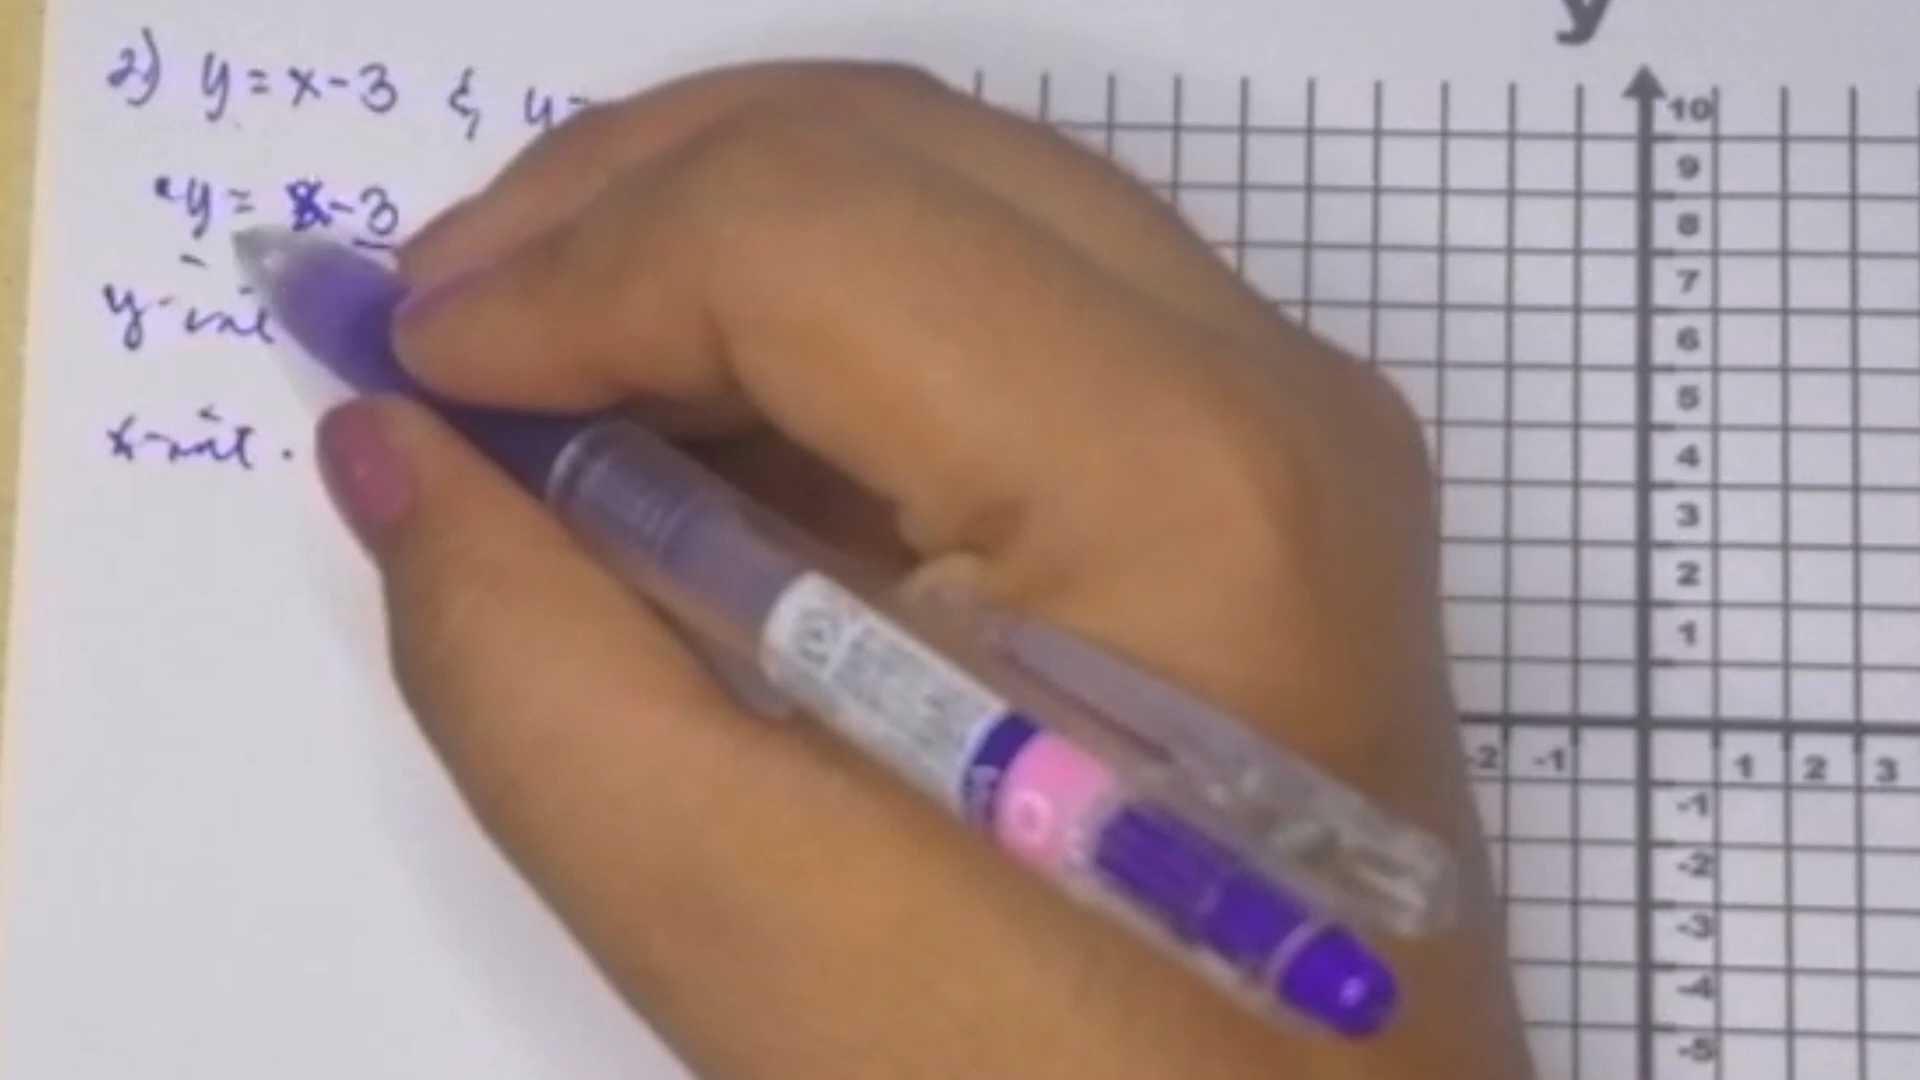 2) y = x - 3 & y =
y = x - 3
y - int
x - int .
y
10
9
8
7
6
5
4
3
2
1
-2 -1 1 2 3
-1
-2
-3
-4
-5